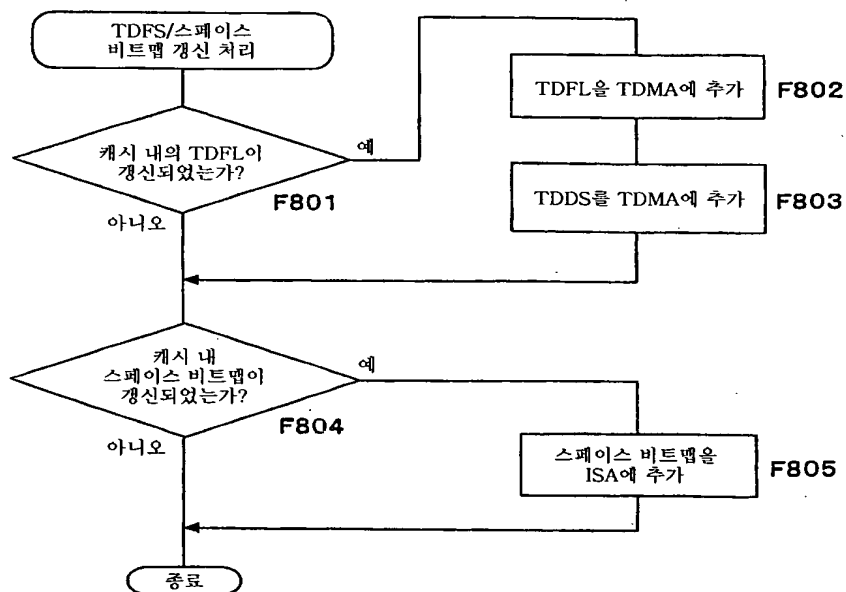 TDFS/스페이스
비트맵 갱신 처리
캐시 내의 TDFL이
갱신되었는가?
예
F801
아니오
TDFL을 TDMA에 추가
F802
TDDS를 TDMA에 추가
F803
캐시 내
스페이스 비트맵이
갱신되었는가?
예
F804
아니오
스페이스 비트맵을
ISA에 추가
F805
종료